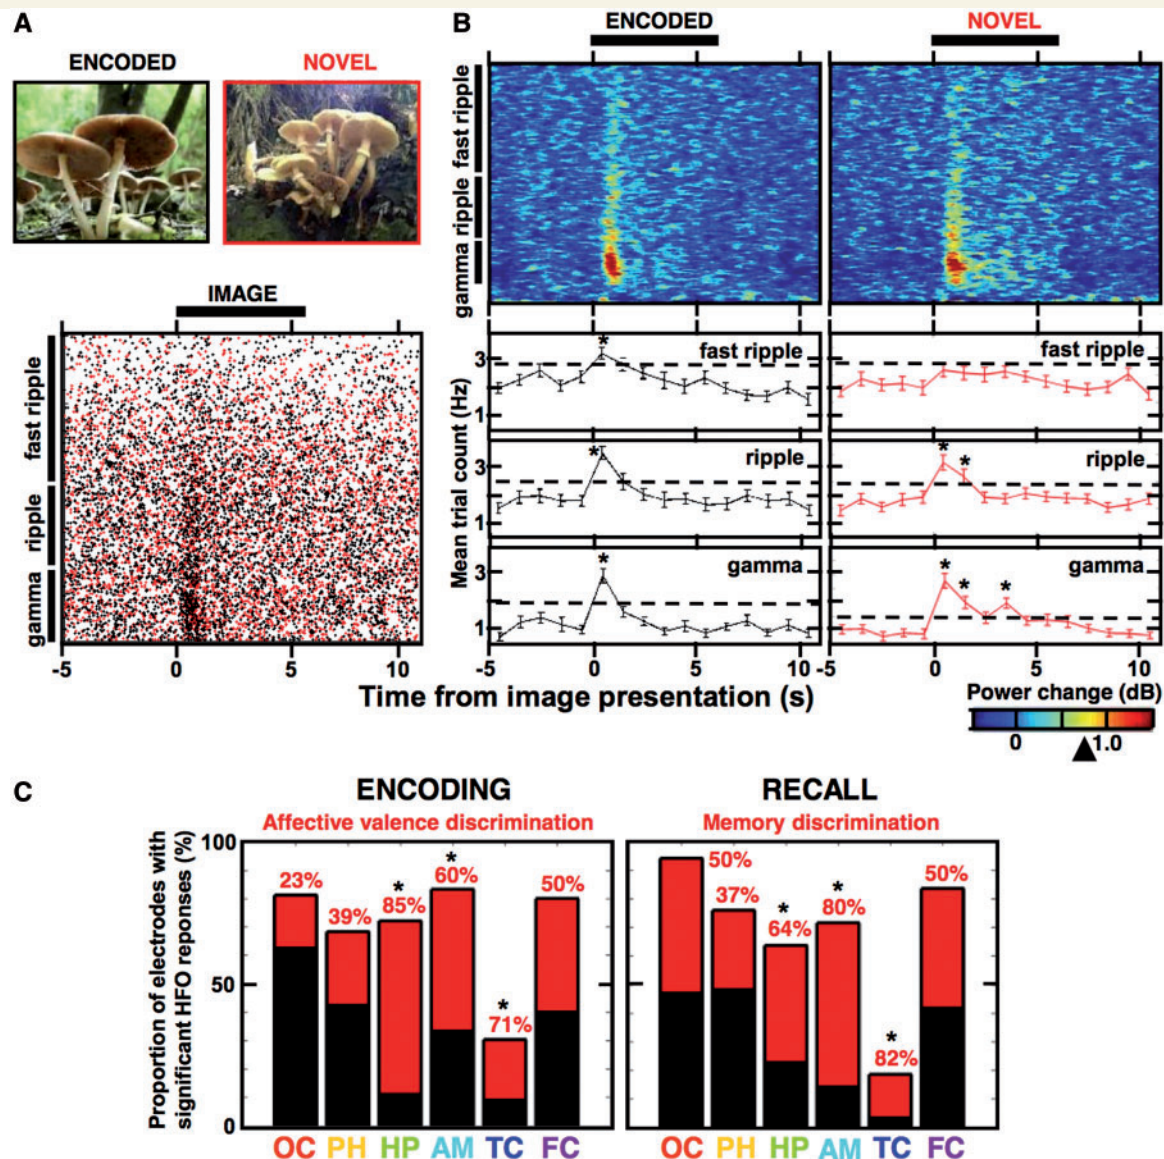 A
ENCODED
NOVEL
IMAGE
fast ripple
ripple
gamma
-5
0
5
10
B
ENCODED
NOVEL
fast ripple
ripple
gamma
fast ripple
fast ripple
3
1
ripple
ripple
3
1
gamma
gamma
3
1
Mean trial count (Hz)
-5
0
5
10
-5
0
5
10
Time from image presentation (s)
Power change (dB)
0
1.0
C
ENCODING
Affective valence discrimination
RECALL
Memory discrimination
Proportion of electrodes with
significant HFO reponses (%)
100
50
0
23%
39%
*
85%
*
60%
*
71%
50%
50%
37%
*
64%
*
80%
*
82%
50%
OC PH HP AM TC FC
OC PH HP AM TC FC